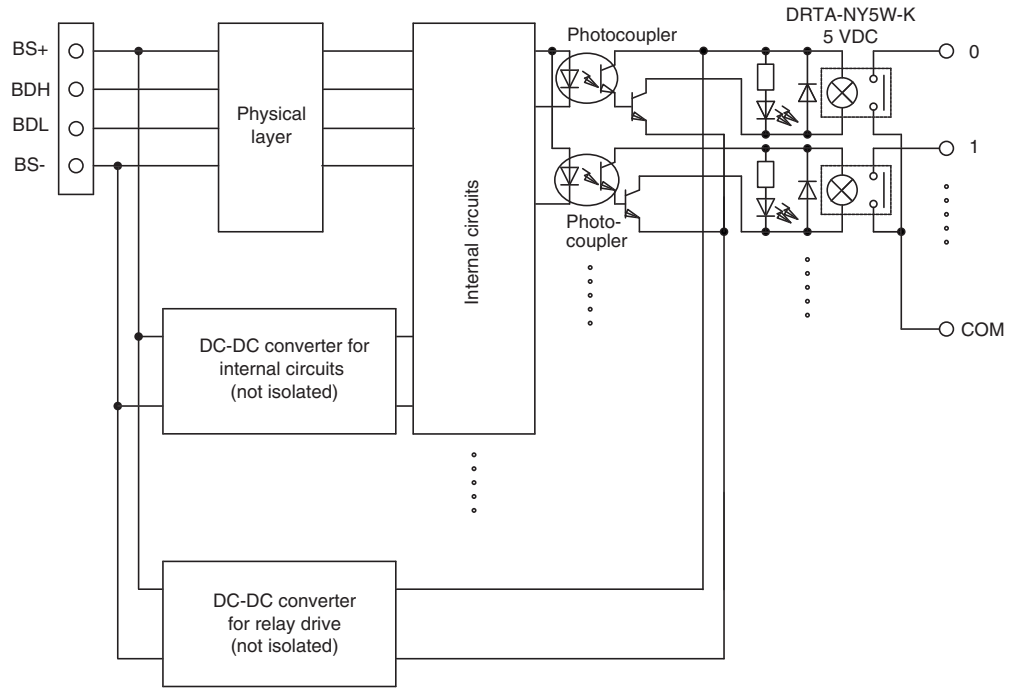 DRTA-NY5W-K
5 VDC
BS+
BDH
BDL
BS-
Physical
layer
Internal circuits
Photocoupler
0
1
Photo-
coupler
COM
DC-DC converter for
internal circuits
(not isolated)
DC-DC converter
for relay drive
(not isolated)